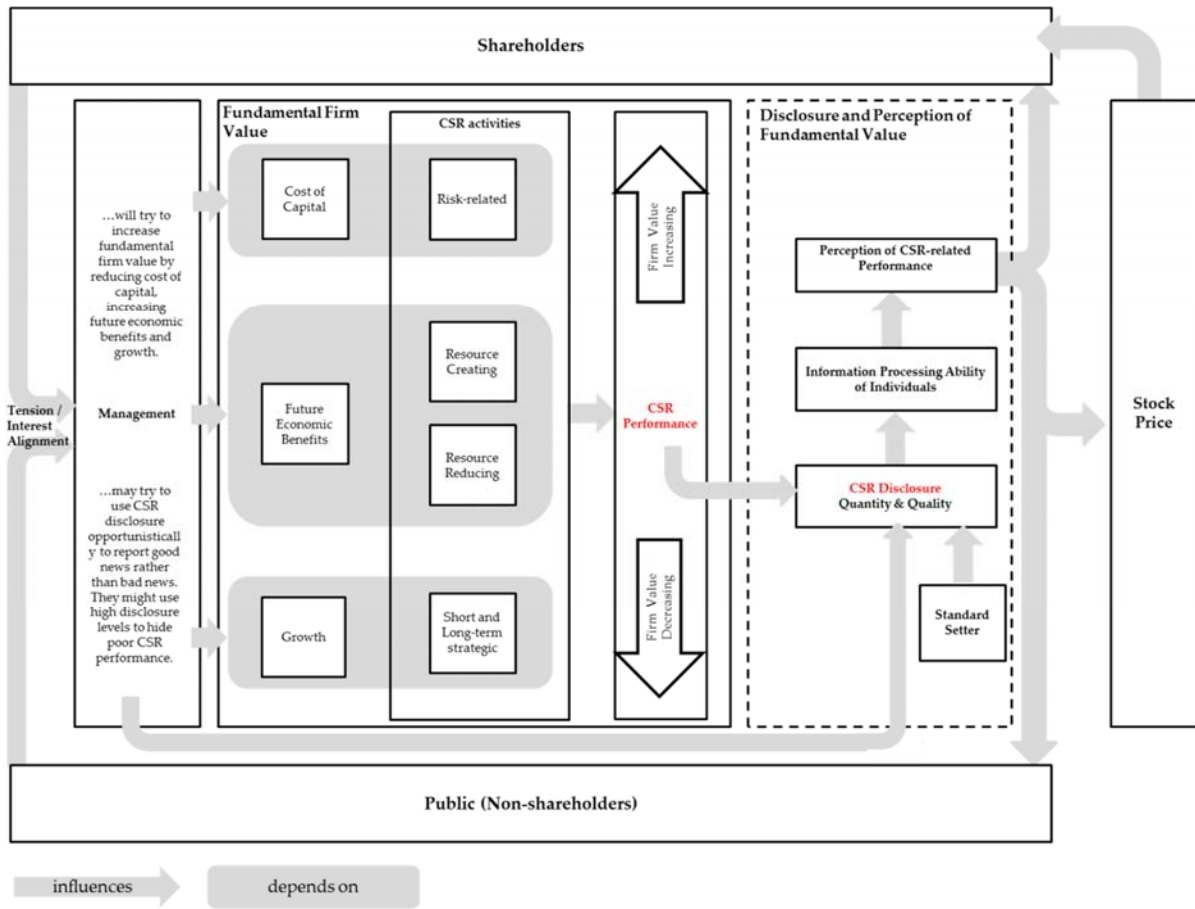 Shareholders
Fundamental Firm
Value
CSR activities
Disclosure and Perception of
Fundamental Value
Cost of
Capital
Risk-related
Firm Value
Increasing
…will try to
increase
fundamental
firm value by
reducing cost of
capital,
increasing
future economic
benefits and
growth.
Perception of CSR-related
Performance
Resource
Creating
Information Processing Ability
of Individuals
Tension /
Interest
Alignment
Management
Future
Economic
Benefits
CSR
Performance
Stock
Price
Resource
Reducing
CSR Disclosure
Quantity & Quality
…may try to
use CSR
disclosure
opportunisticall
y to report good
news rather
than bad news.
They might use
high disclosure
levels to hide
poor CSR
performance.
Firm Value
Decreasing
Growth
Short and
Long-term
strategic
Standard
Setter
Public (Non-shareholders)
influences
depends on